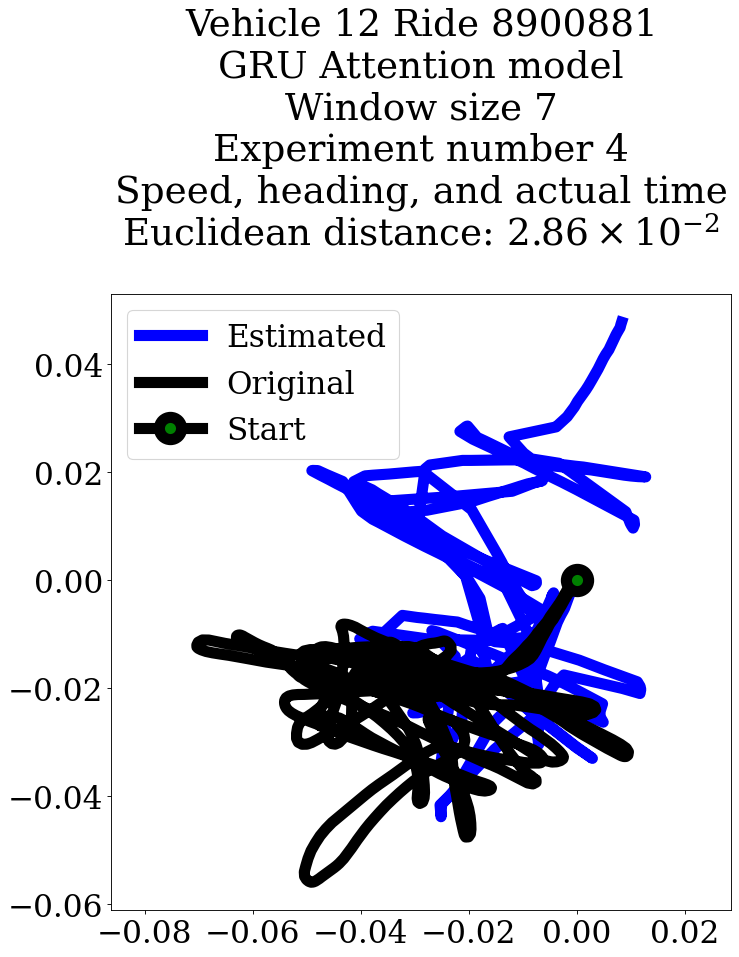 Vehicle 12 Ride 8900881
GRU Attention model
Window size 7
Experiment number 4
Speed, heading, and actual time
Euclidean distance: 2.86 × 10⁻²
Estimated
Original
Start
0.04
0.02
0.00
−0.02
−0.04
−0.06
−0.08 −0.06 −0.04 −0.02 0.00 0.02